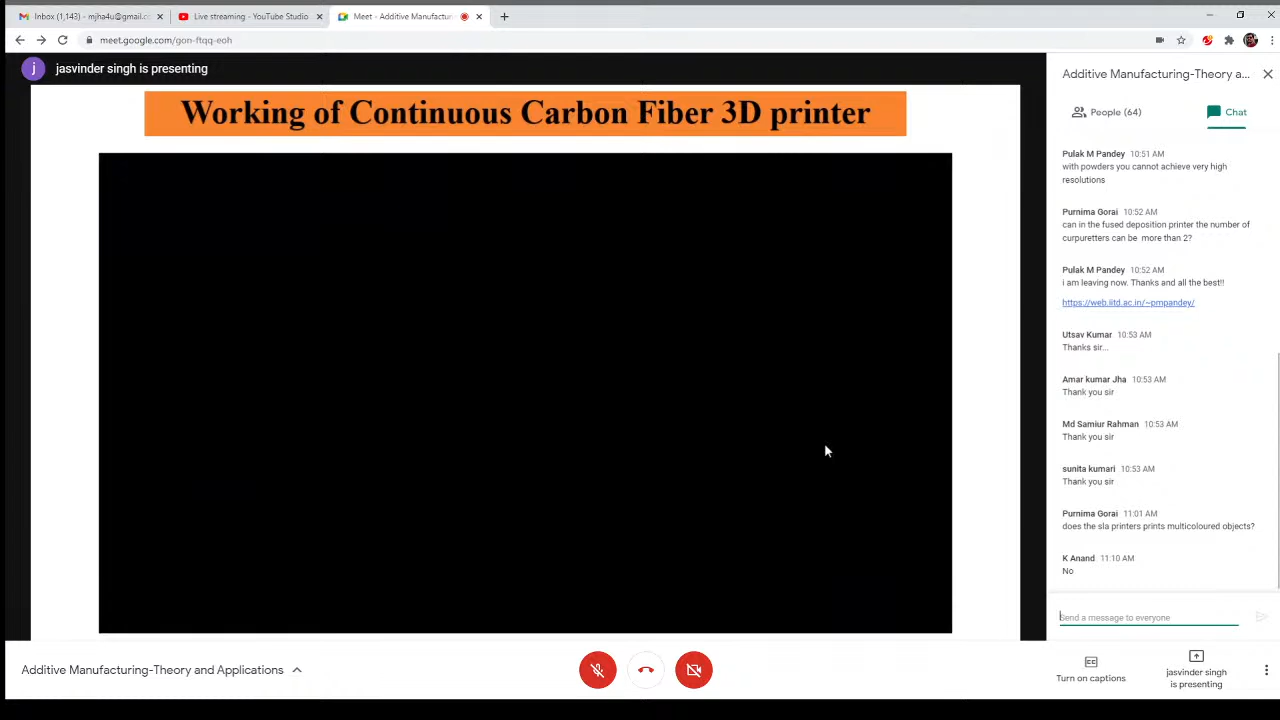 Inbox (1,143) - mjha4u@gmail.c
Live streaming - YouTube Studio
Meet - Additive Manufactur
meet.google.com/gon-ftqq-eoh
j
jasvinder singh is presenting
Working of Continuous Carbon Fiber 3D printer
Additive Manufacturing-Theory a...
People (64)
Chat
Pulak M Pandey 10:51 AM
with powders you cannot achieve very high
resolutions
Purnima Gorai 10:52 AM
can in the fused deposition printer the number of
curpuretters can be more than 2?
Pulak M Pandey 10:52 AM
i am leaving now. Thanks and all the best!!
https://web.iitd.ac.in/~pmpandey/
Utsav Kumar 10:53 AM
Thanks sir...
Amar kumar Jha 10:53 AM
Thank you sir
Md Samiur Rahman 10:53 AM
Thank you sir
sunita kumari 10:53 AM
Thank you sir
Purnima Gorai 11:01 AM
does the sla printers prints multicoloured objects?
K Anand 11:10 AM
No
Send a message to everyone
Additive Manufacturing-Theory and Applications
Turn on captions
jasvinder singh
is presenting